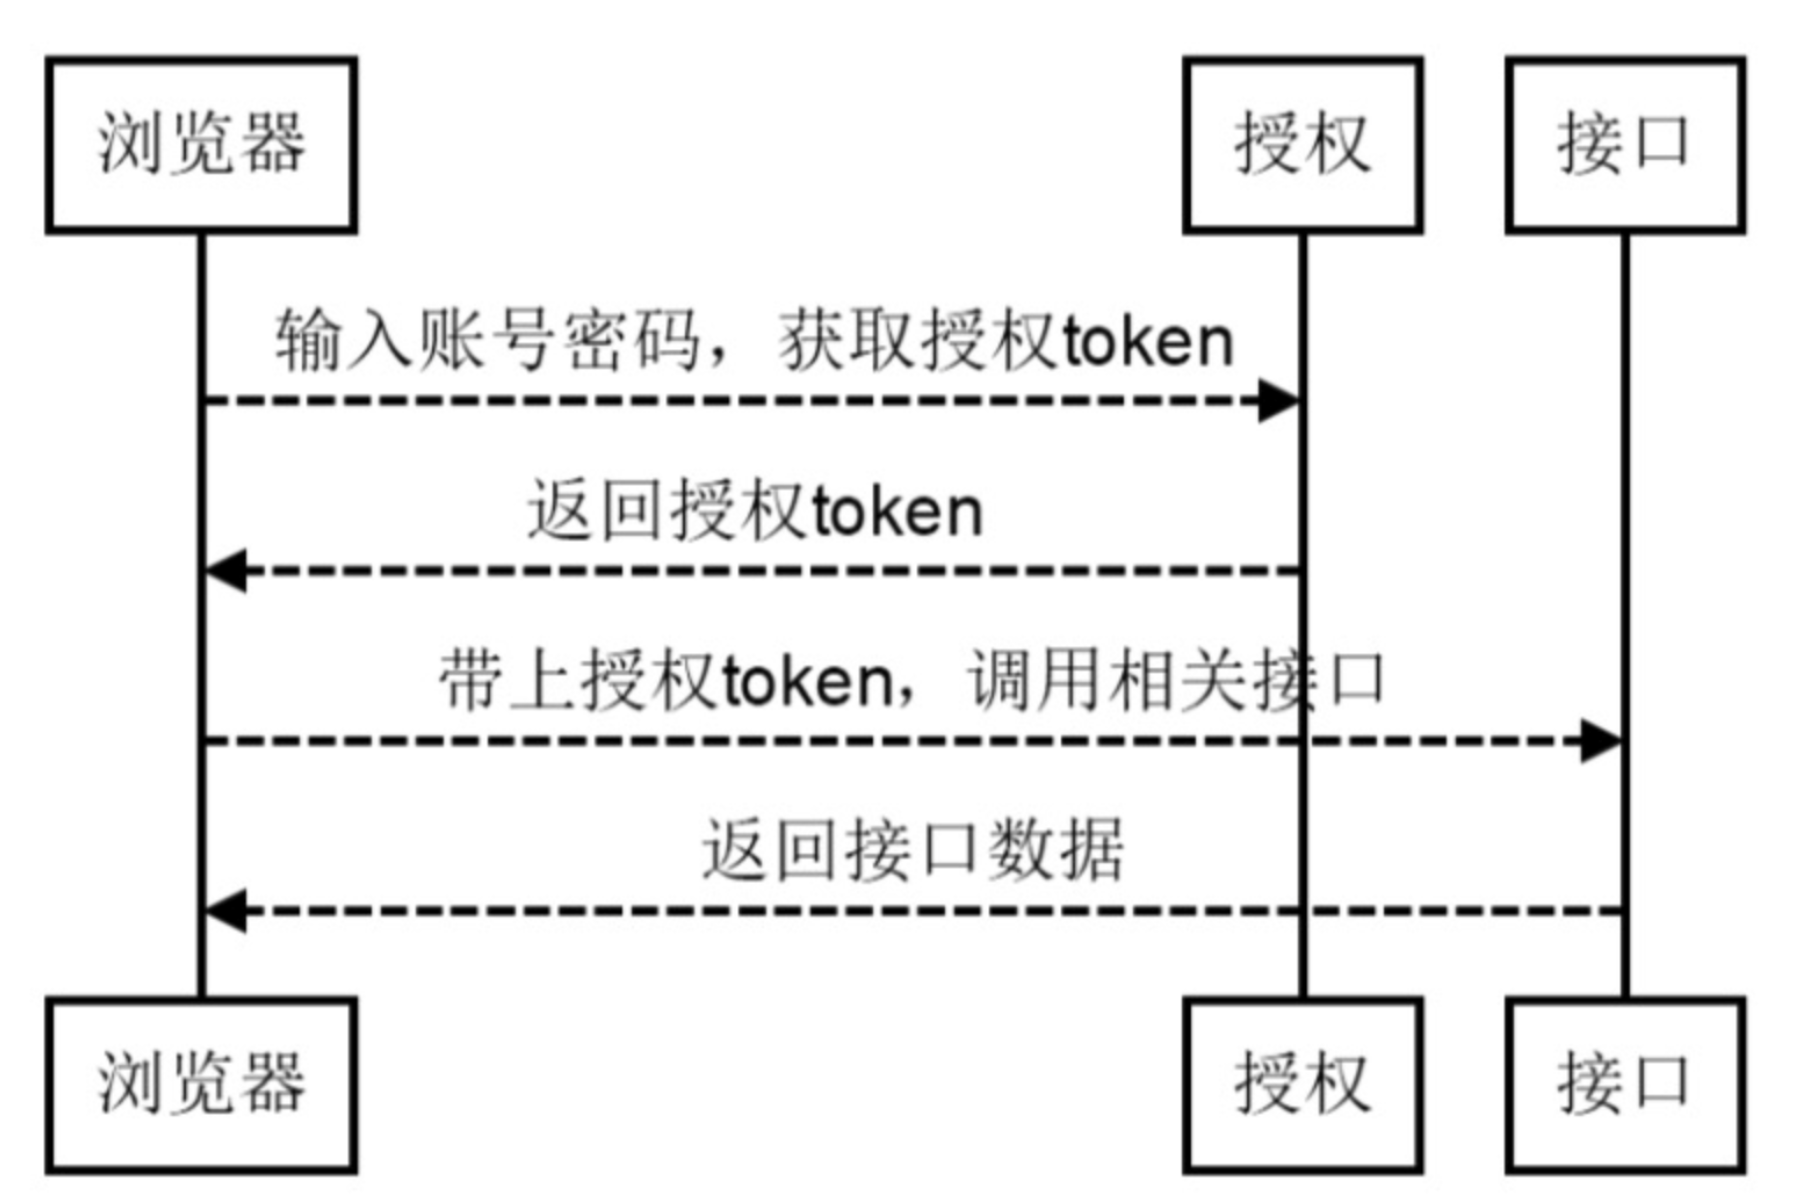 浏览器
授权
接口
输入账号密码，获取授权token
返回授权token
带上授权token，调用相关接口
返回接口数据
浏览器
授权
接口